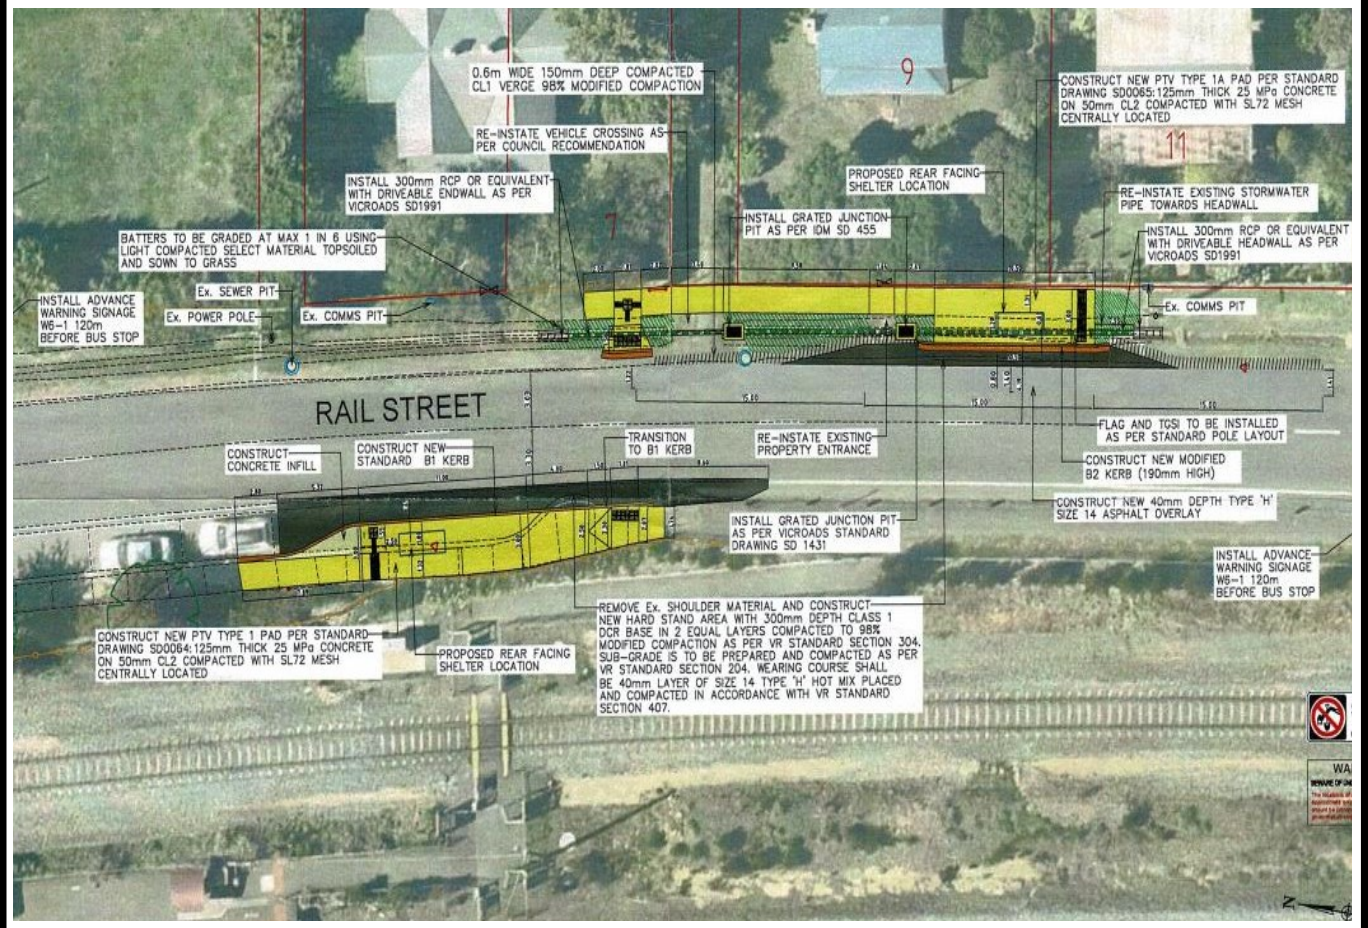 0.6m WIDE 150mm DEEP COMPACTED
CL1 VERGE 98% MODIFIED COMPACTION
9
CONSTRUCT NEW PTV TYPE 1A PAD PER STANDARD
DRAWING SD0065:125mm THICK 25 MPa CONCRETE
ON 50mm CL2 COMPACTED WITH SL72 MESH
CENTRALLY LOCATED
RE-INSTATE VEHICLE CROSSING AS
PER COUNCIL RECOMMENDATION
11
PROPOSED REAR FACING
SHELTER LOCATION
INSTALL 300mm RCP OR EQUIVALENT
WITH DRIVEABLE ENDWALL AS PER
VICROADS SD1991
RE-INSTATE EXISTING STORMWATER
PIPE TOWARDS HEADWALL
7
INSTALL GRATED JUNCTION
PIT AS PER IDM SD 455
INSTALL 300mm RCP OR EQUIVALENT
WITH DRIVEABLE HEADWALL AS PER
VICROADS SD1991
BATTERS TO BE GRADED AT MAX 1 IN 6 USING
LIGHT COMPACTED SELECT MATERIAL TOPSOILED
AND SOWN TO GRASS
INSTALL ADVANCE
WARNING SIGNAGE
W6-1 120m
BEFORE BUS STOP
Ex. SEWER PIT
Ex. POWER POLE
Ex. COMMS PIT
Ex. COMMS PIT
RAIL STREET
15.00
15.00
15.00
FLAG AND TGSI TO BE INSTALLED
AS PER STANDARD POLE LAYOUT
CONSTRUCT
CONCRETE INFILL
CONSTRUCT NEW
STANDARD B1 KERB
TRANSITION
TO B1 KERB
RE-INSTATE EXISTING
PROPERTY ENTRANCE
CONSTRUCT NEW MODIFIED
B2 KERB (190mm HIGH)
CONSTRUCT NEW 40mm DEPTH TYPE 'H'
SIZE 14 ASPHALT OVERLAY
INSTALL GRATED JUNCTION PIT
AS PER VICROADS STANDARD
DRAWING SD 1431
INSTALL ADVANCE
WARNING SIGNAGE
W6-1 120m
BEFORE BUS STOP
CONSTRUCT NEW PTV TYPE 1 PAD PER STANDARD
DRAWING SD0064:125mm THICK 25 MPa CONCRETE
ON 50mm CL2 COMPACTED WITH SL72 MESH
CENTRALLY LOCATED
PROPOSED REAR FACING
SHELTER LOCATION
REMOVE Ex. SHOULDER MATERIAL AND CONSTRUCT
NEW HARD STAND AREA WITH 300mm DEPTH CLASS 1
DCR BASE IN 2 EQUAL LAYERS COMPACTED TO 98%
MODIFIED COMPACTION AS PER VR STANDARD SECTION 304.
SUB-GRADE IS TO BE PREPARED AND COMPACTED AS PER
VR STANDARD SECTION 204. WEARING COURSE SHALL
BE 40mm LAYER OF SIZE 14 TYPE 'H' HOT MIX PLACED
AND COMPACTED IN ACCORDANCE WITH VR STANDARD
SECTION 407.
WA
Z